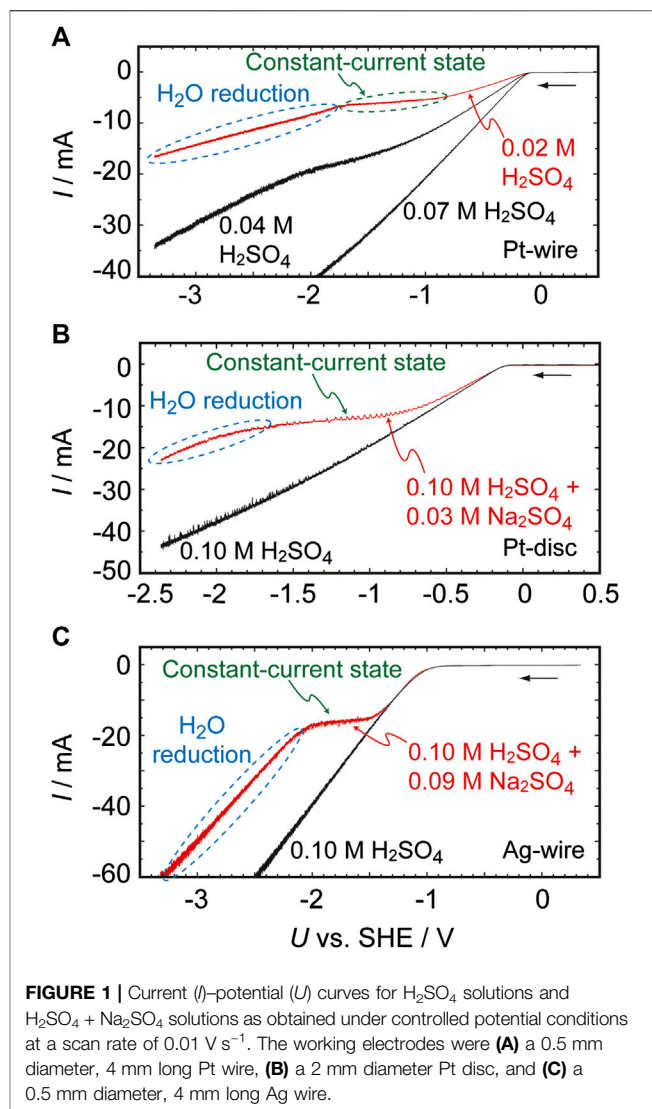 A
Constant-current state
H₂O reduction
0
-10
-20
-30
-40
I / mA
0.02 M
H₂SO₄
0.07 M H₂SO₄
0.04 M
H₂SO₄
Pt-wire
-3 -2 -1 0
B
Constant-current state
H₂O reduction
0
-10
-20
-30
-40
-50
I / mA
0.10 M H₂SO₄ +
0.03 M Na₂SO₄
0.10 M H₂SO₄
Pt-disc
-2.5 -2 -1.5 -1 -0.5 0 0.5
C
Constant-current state
H₂O
reduction
0
-20
-40
-60
I / mA
0.10 M H₂SO₄ +
0.09 M Na₂SO₄
0.10 M H₂SO₄
Ag-wire
-3 -2 -1 0
U vs. SHE / V
FIGURE 1 | Current (I)–potential (U) curves for H₂SO₄ solutions and
H₂SO₄ + Na₂SO₄ solutions as obtained under controlled potential conditions
at a scan rate of 0.01 V s⁻¹. The working electrodes were (A) a 0.5 mm
diameter, 4 mm long Pt wire, (B) a 2 mm diameter Pt disc, and (C) a
0.5 mm diameter, 4 mm long Ag wire.